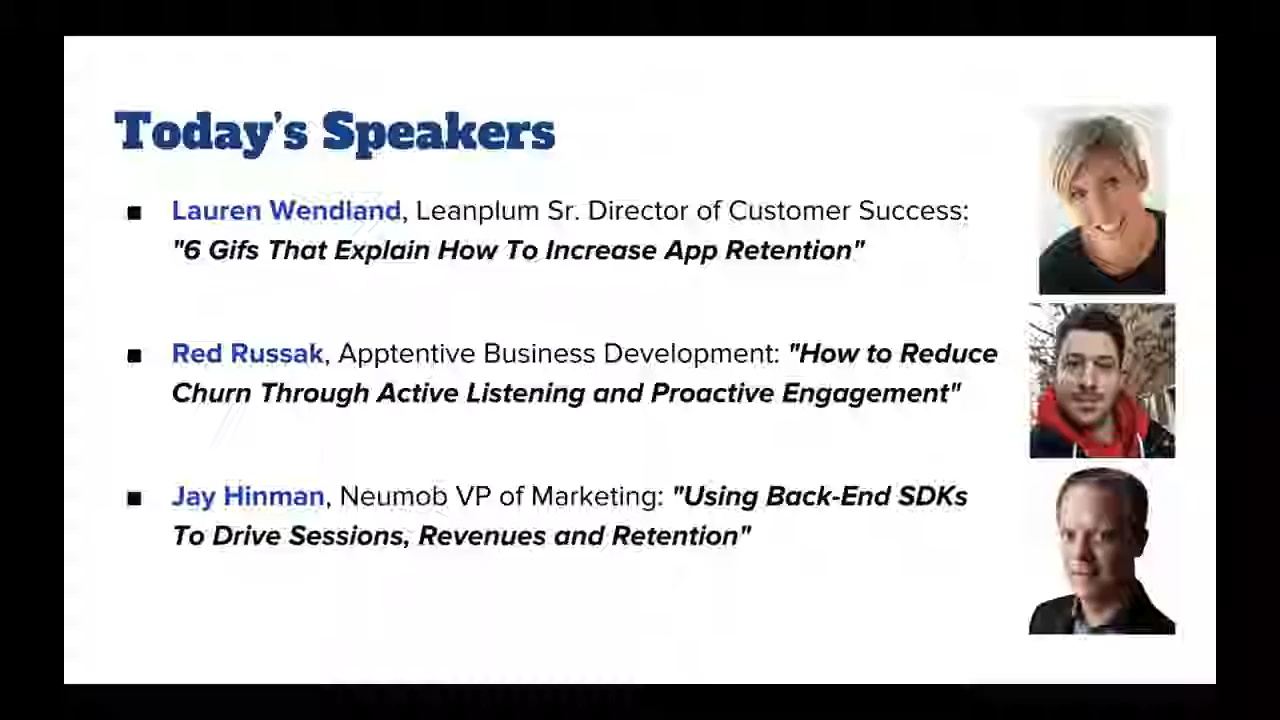 Today's Speakers
Lauren Wendland, Leanplum Sr. Director of Customer Success:
"6 Gifs That Explain How To Increase App Retention"
Red Russak, Apptentive Business Development: "How to Reduce
Churn Through Active Listening and Proactive Engagement"
Jay Hinman, Neumob VP of Marketing: "Using Back-End SDKs
To Drive Sessions, Revenues and Retention"